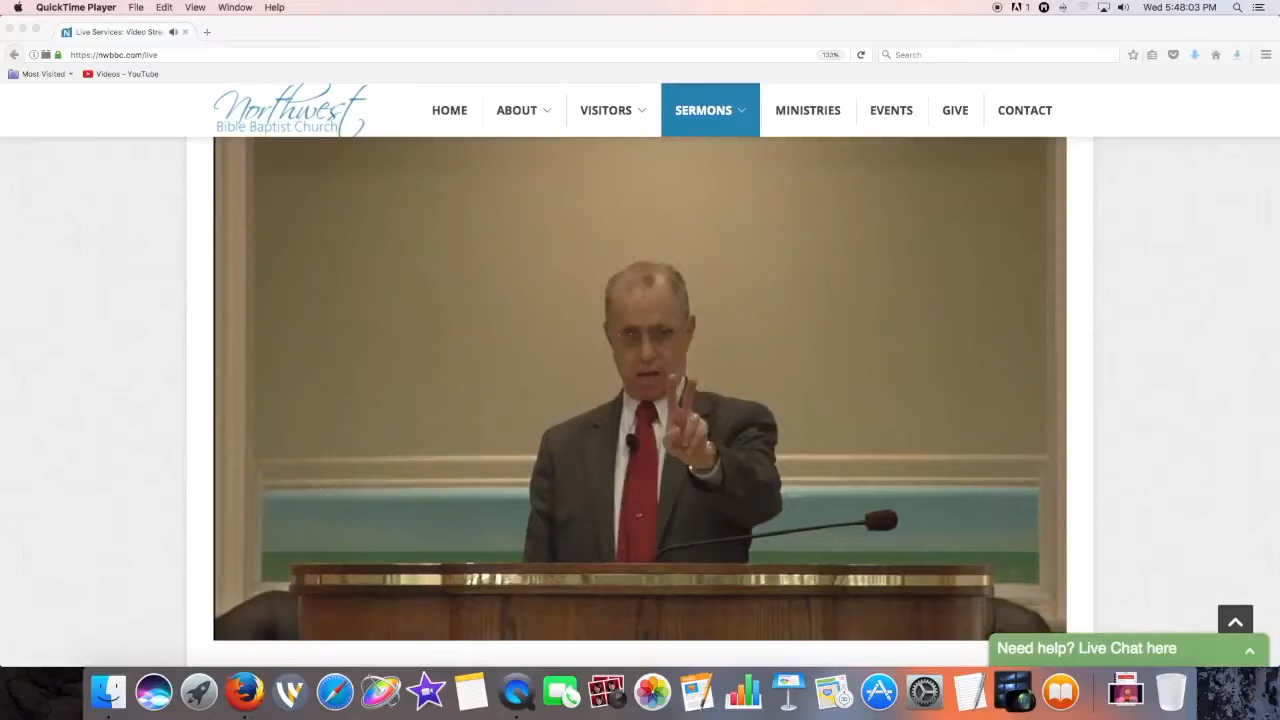 QuickTime Player File Edit View Window Help 1 Wed 5:48:03 PM
Live Services: Video Stre
https://nwbbc.com/live 133% Search
Most Visited Videos - YouTube
Northwest
Bible Baptist Church
HOME ABOUT VISITORS SERMONS MINISTRIES EVENTS GIVE CONTACT
Need help? Live Chat here